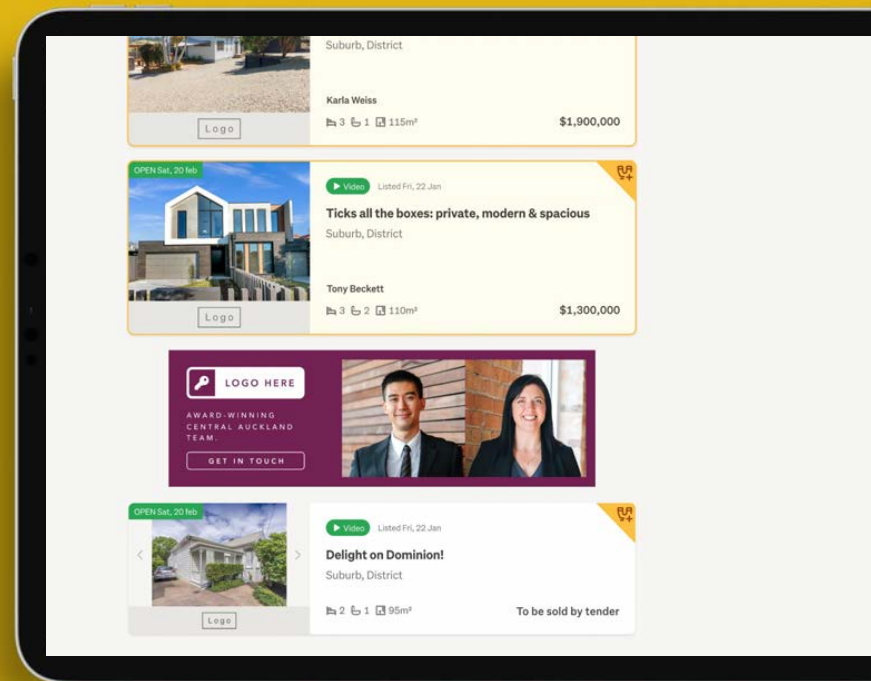 Suburb, District
Karla Weiss
3 1 115m²
$1,900,000
Logo
OPEN Sat, 20 feb
Video Listed Fri, 22 Jan
Ticks all the boxes: private, modern & spacious
Suburb, District
Tony Beckett
3 2 110m²
$1,300,000
Logo
LOGO HERE
AWARD-WINNING
CENTRAL AUCKLAND
TEAM.
GET IN TOUCH
OPEN Sat, 20 feb
Video Listed Fri, 22 Jan
Delight on Dominion!
Suburb, District
2 1 95m²
To be sold by tender
Logo